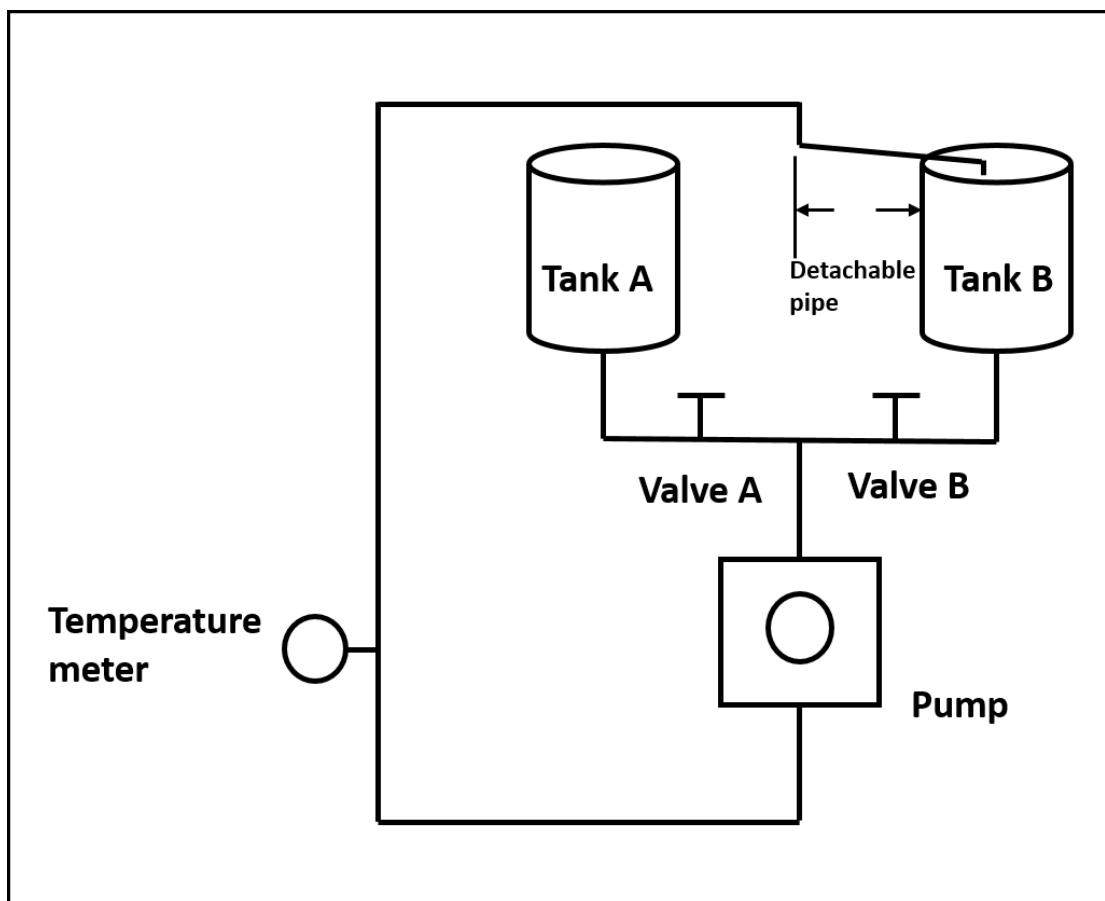 Tank A
Detachable
pipe
Tank B
Valve A
Valve B
Temperature
meter
Pump